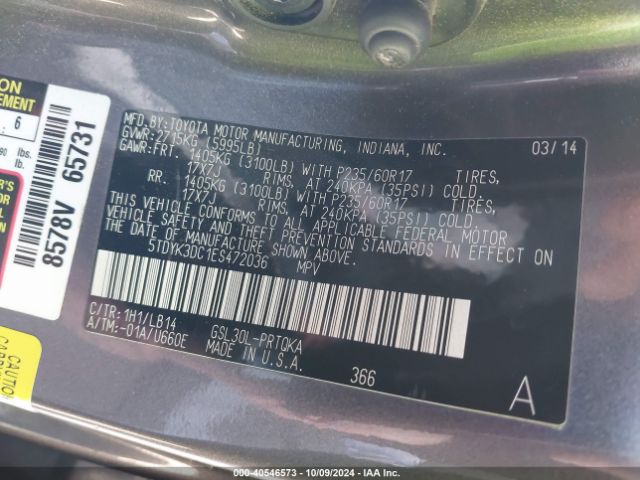 ON
EMENT
: 6
90 lbs.
lb.
R'S
8578V 65731
CAUTIO
MFD.BY:TOYOTA MOTOR MANUFACTURING, INDIANA, INC. 03/14
GVWR:2715KG (5995LB)
GAWR:FRT. 1405KG (3100LB) WITH P235/60R17 TIRES,
17X7J RIMS, AT 240KPA (35PSI) COLD.
RR. 1405KG (3100LB) WITH P235/60R17 TIRES,
17X7J RIMS, AT 240KPA (35PSI) COLD.
THIS VEHICLE CONFORMS TO ALL APPLICABLE FEDERAL MOTOR
VEHICLE SAFETY AND THEFT PREVENTION STANDARDS IN EFFECT ON
THE DATE OF MANUFACTURE SHOWN ABOVE.
5TDYK3DC1ES472036 MPV
C/TR:1H1/LB14 GSL30L-PRTQKA
A/TM:-01A/U660E MADE IN U.S.A.
366
A
000-40546573 - 10/09/2024 - IAA Inc.